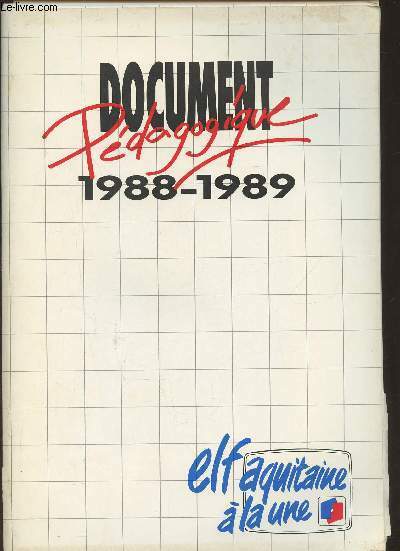 Le-livre.com
DOCUMENT
Pédagogique
1988-1989
elf aquitaine
à la une